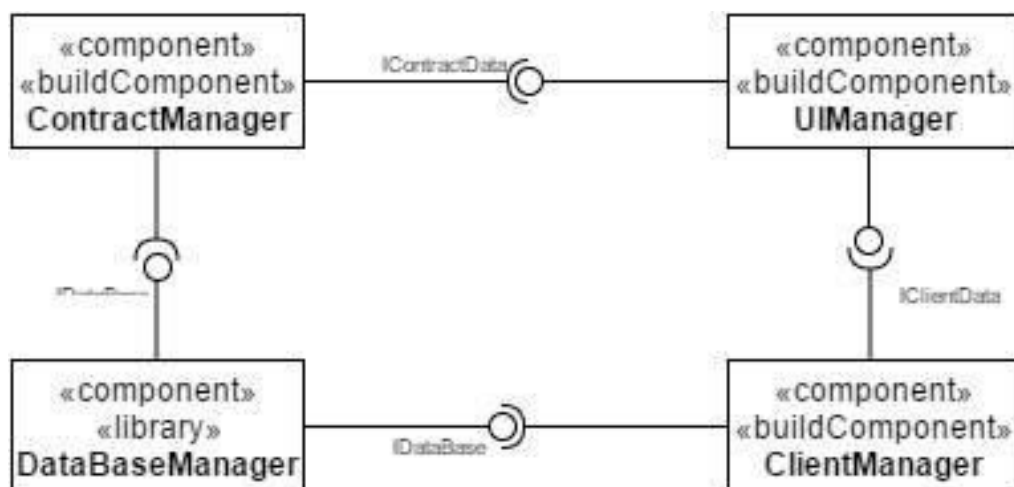 «component»
«buildComponent»
ContractManager
IContractData
«component»
«buildComponent»
UIManager
IClientData
«component»
«library»
DataBaseManager
IDataBase
«component»
«buildComponent»
ClientManager